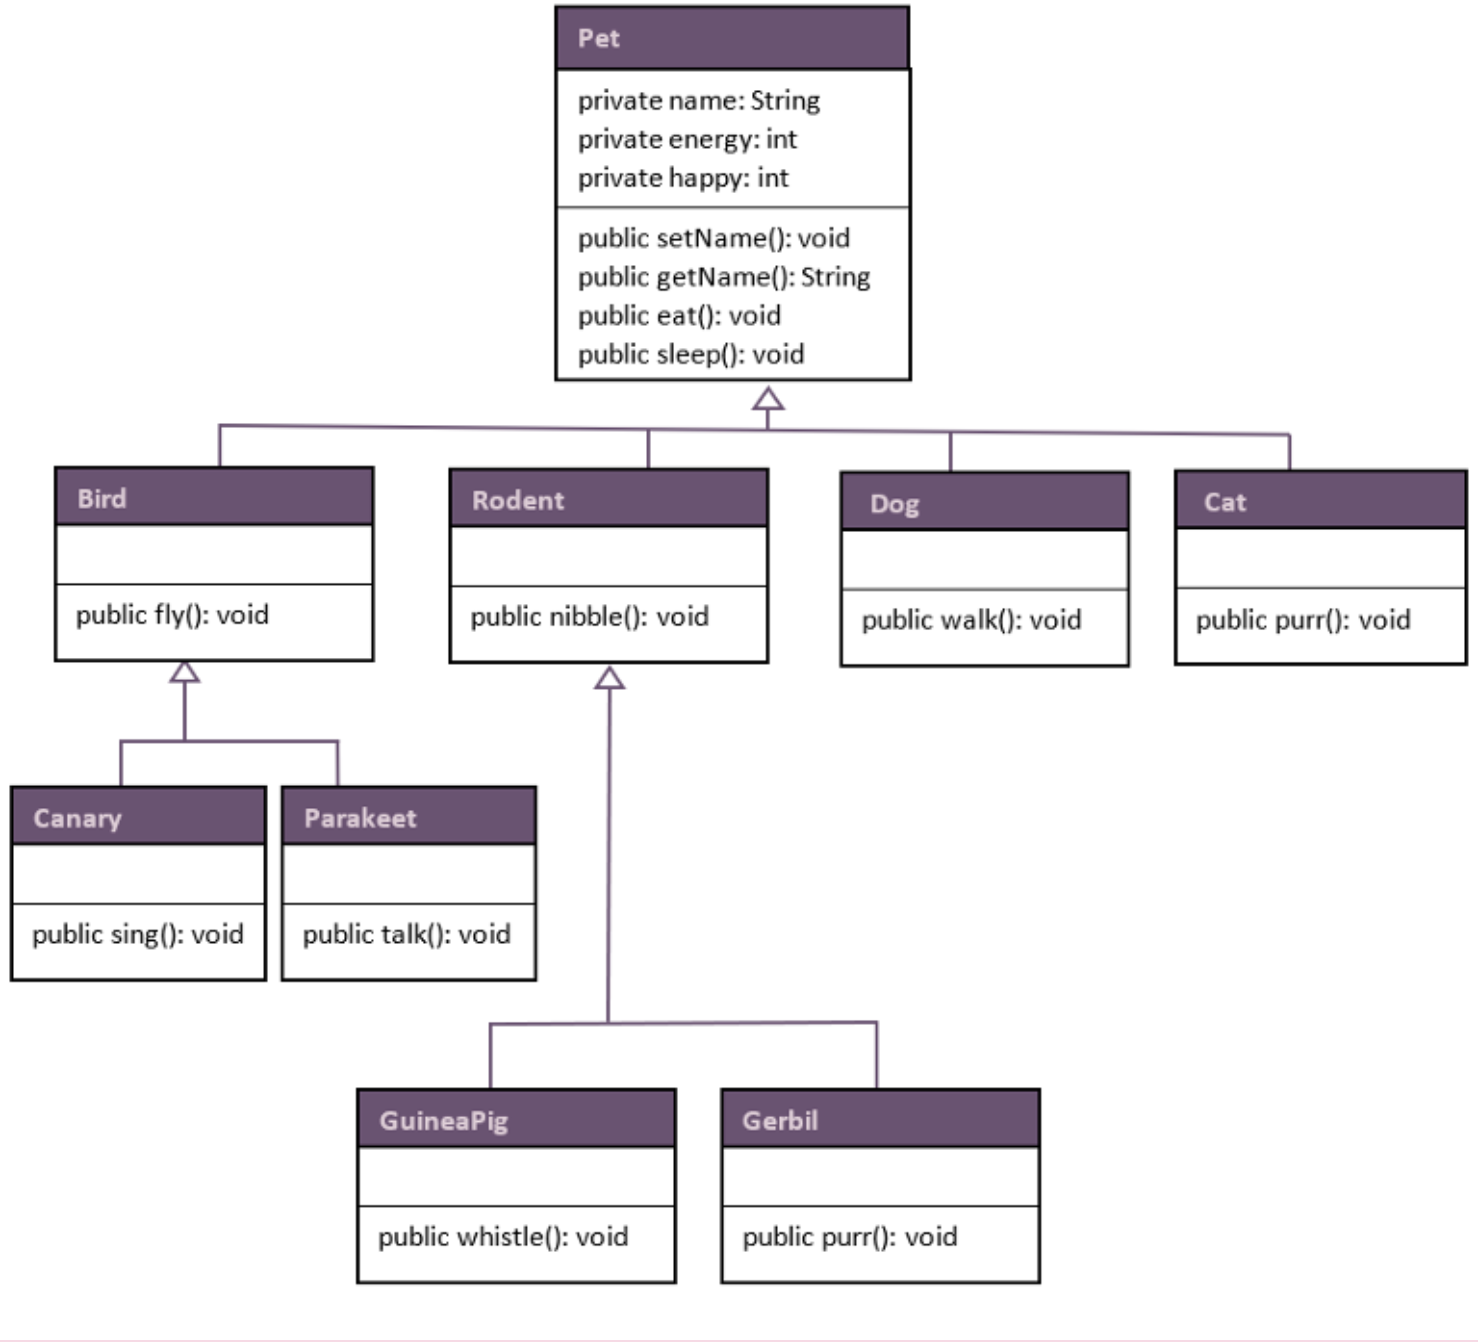 Pet
private name: String
private energy: int
private happy: int
public setName(): void
public getName(): String
public eat(): void
public sleep(): void
Bird
public fly(): void
Rodent
public nibble(): void
Dog
public walk(): void
Cat
public purr(): void
Canary
public sing(): void
Parakeet
public talk(): void
GuineaPig
public whistle(): void
Gerbil
public purr(): void